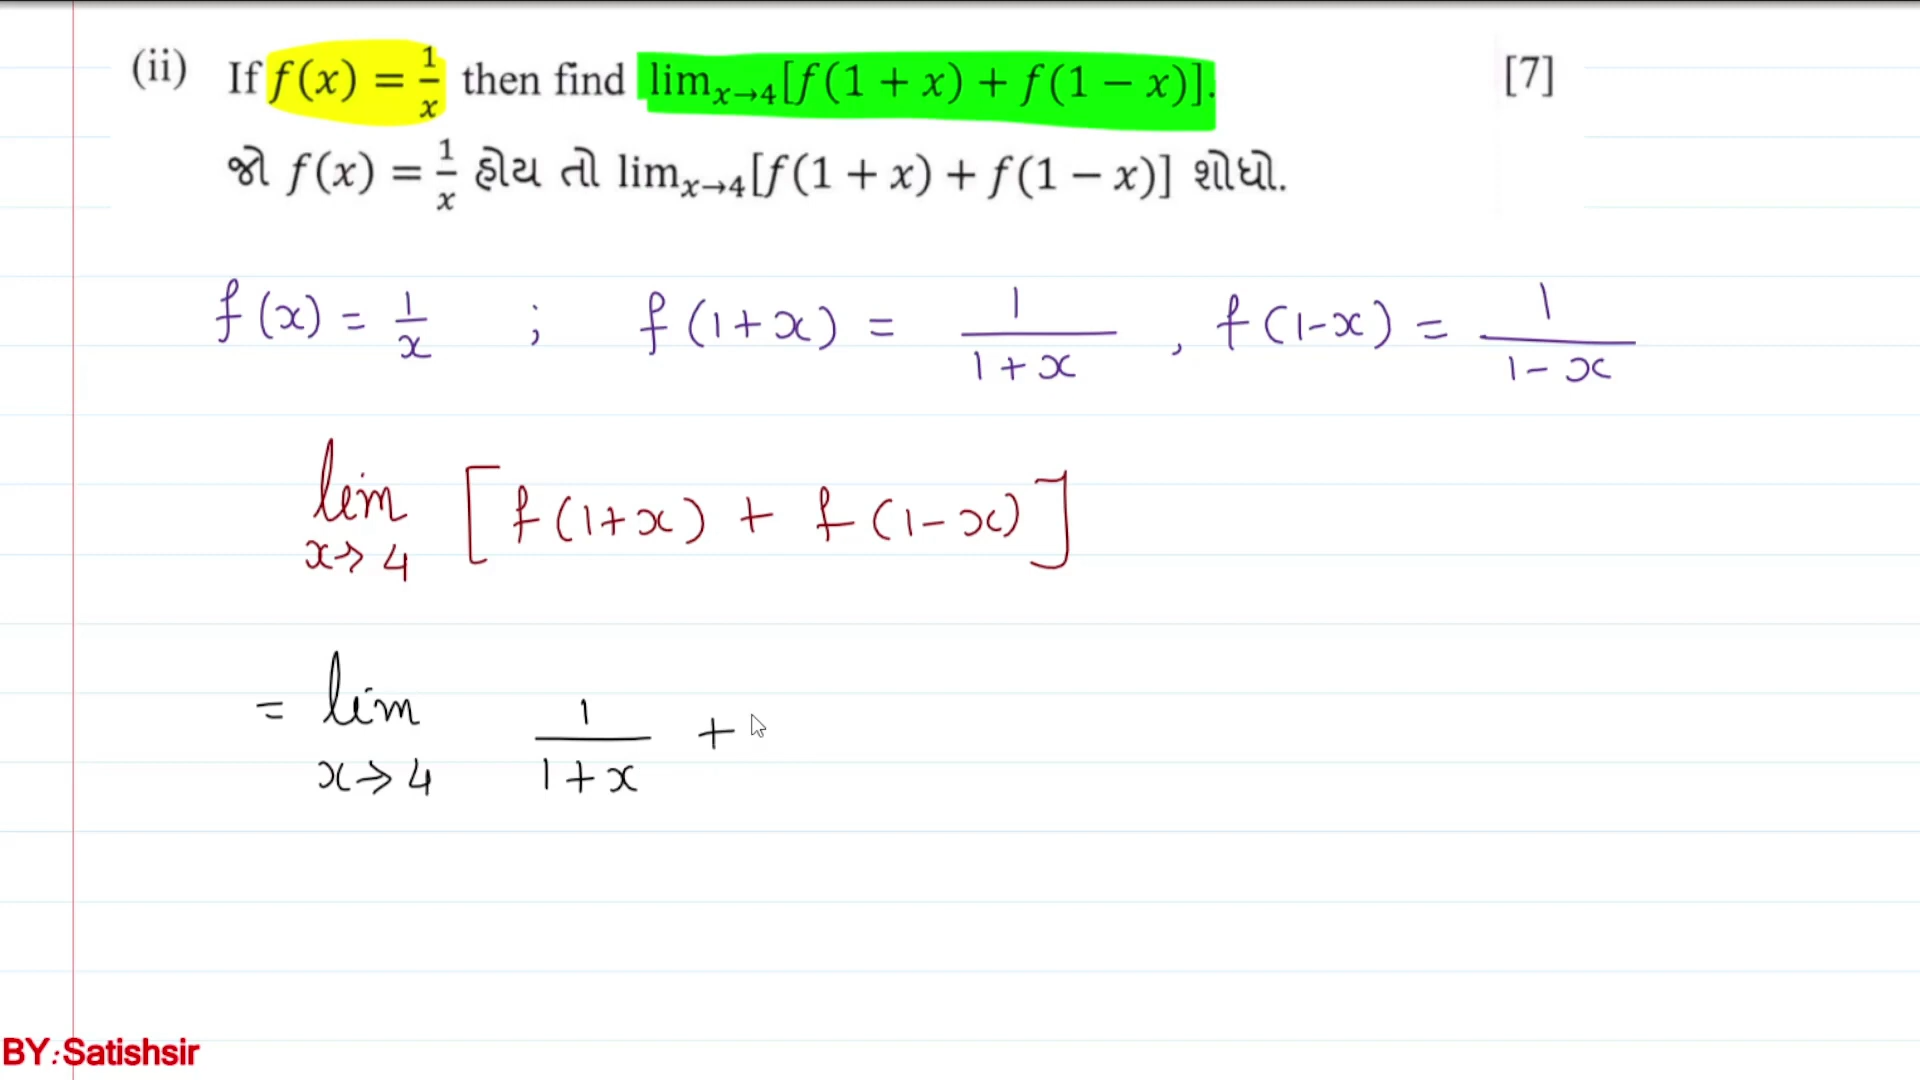 (ii) If f(x) = 1/x then find lim_{x→4}[f(1 + x) + f(1 − x)]. [7]
જો f(x) = 1/x હોય તો lim_{x→4}[f(1 + x) + f(1 − x)] શોધો.
f(x) = 1/x ; f(1+x) = 1/(1+x) , f(1-x) = 1/(1-x)
lim_{x→4} [f(1+x) + f(1-x)]
= lim_{x→4} 1/(1+x) +
BY:Satishsir